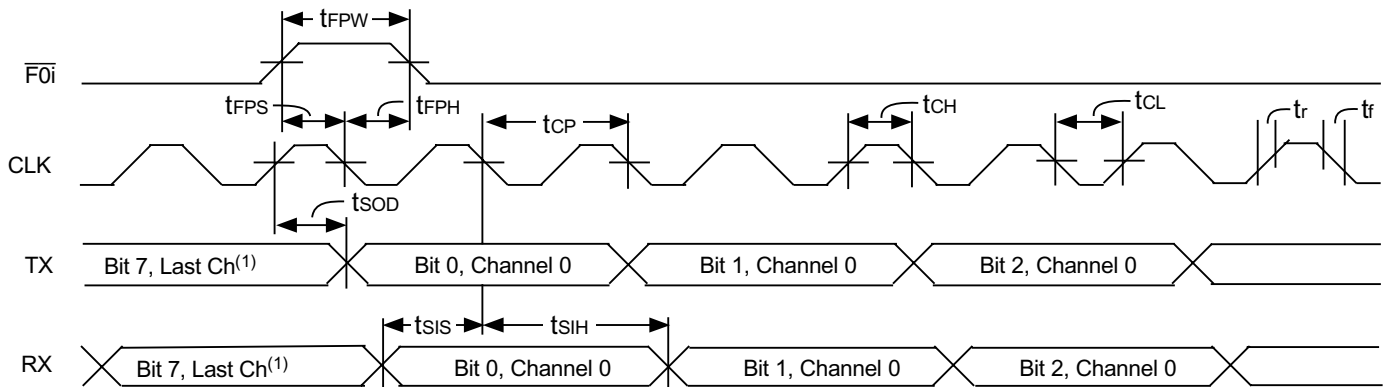 tFPW
F0i
tFPS tFPH
tCP tCH tCL tr tf
CLK
tSOD
TX Bit 7, Last Ch(1) Bit 0, Channel 0 Bit 1, Channel 0 Bit 2, Channel 0
tSIS tSIH
RX Bit 7, Last Ch(1) Bit 0, Channel 0 Bit 1, Channel 0 Bit 2, Channel 0